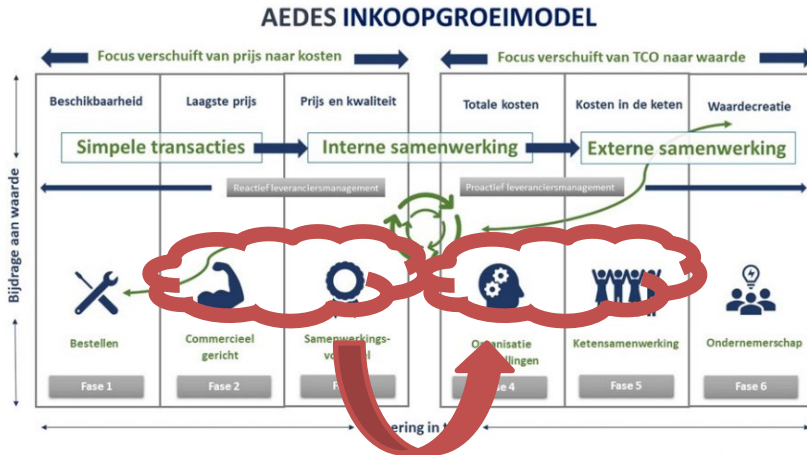 AEDES INKOOPGROEIMODEL
Focus verschuift van prijs naar kosten
Focus verschuift van TCO naar waarde
Beschikbaarheid
Laagste prijs
Prijs en kwaliteit
Totale kosten
Kosten in de keten
Waardecreatie
Simpele transacties
Interne samenwerking
Externe samenwerking
Reactief leveranciersmanagement
Proactief leveranciersmanagement
Bijdrage aan waarde
Bestellen
Commercieel
gericht
Samenwerkings-
Ketensamenwerking
Ondernemerschap
Fase 1
Fase 2
4
Fase 5
Fase 6